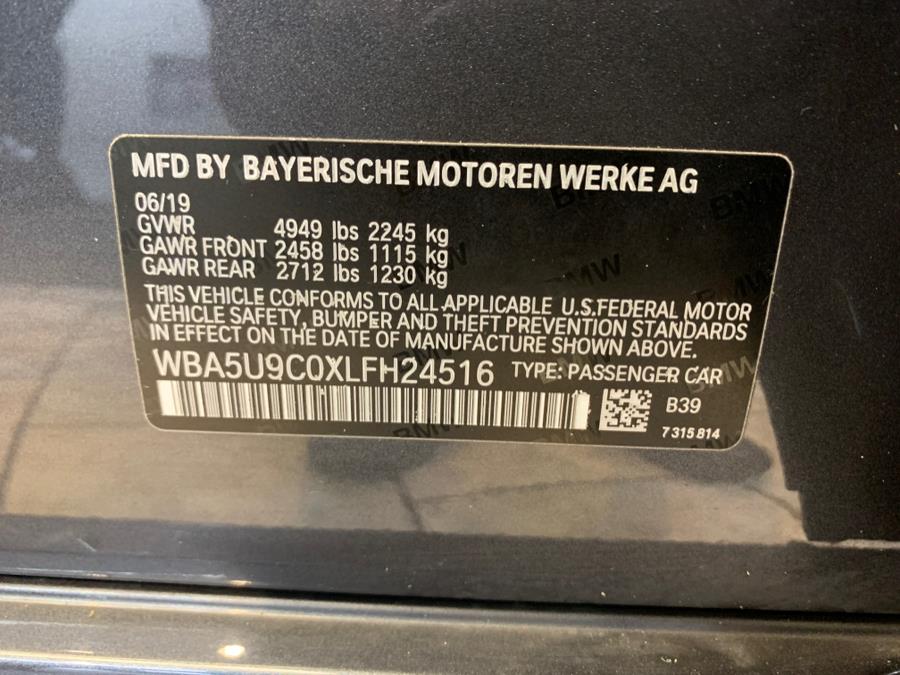 MFD BY BAYERISCHE MOTOREN WERKE AG
06/19
GVWR 4949 lbs 2245 kg
GAWR FRONT 2458 lbs 1115 kg
GAWR REAR 2712 lbs 1230 kg
THIS VEHICLE CONFORMS TO ALL APPLICABLE U.S.FEDERAL MOTOR
VEHICLE SAFETY, BUMPER AND THEFT PREVENTION STANDARDS
IN EFFECT ON THE DATE OF MANUFACTURE SHOWN ABOVE.
WBA5U9C0XLFH24516 TYPE: PASSENGER CAR
B39
7 315 814